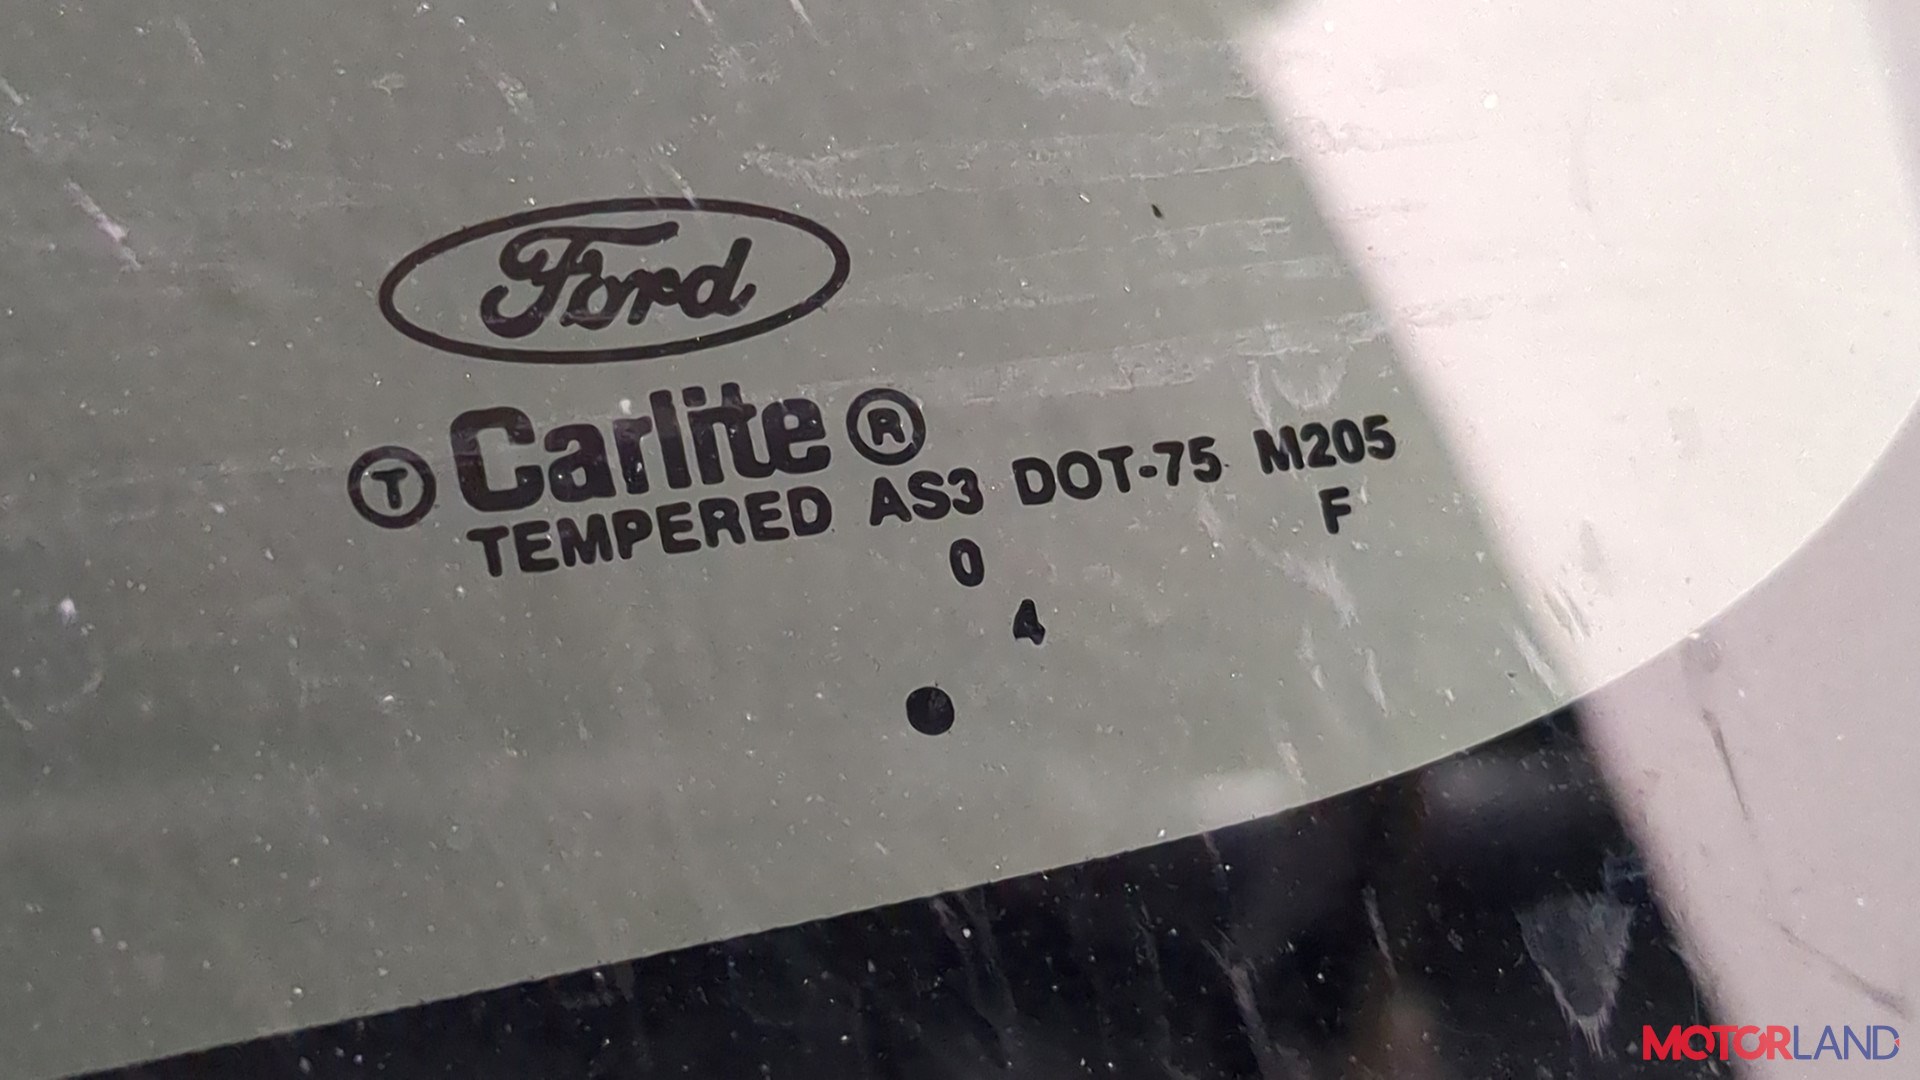 Ford
T Carlite ®
TEMPERED AS3 DOT-75 M205
F
0
4
MOTORLAND